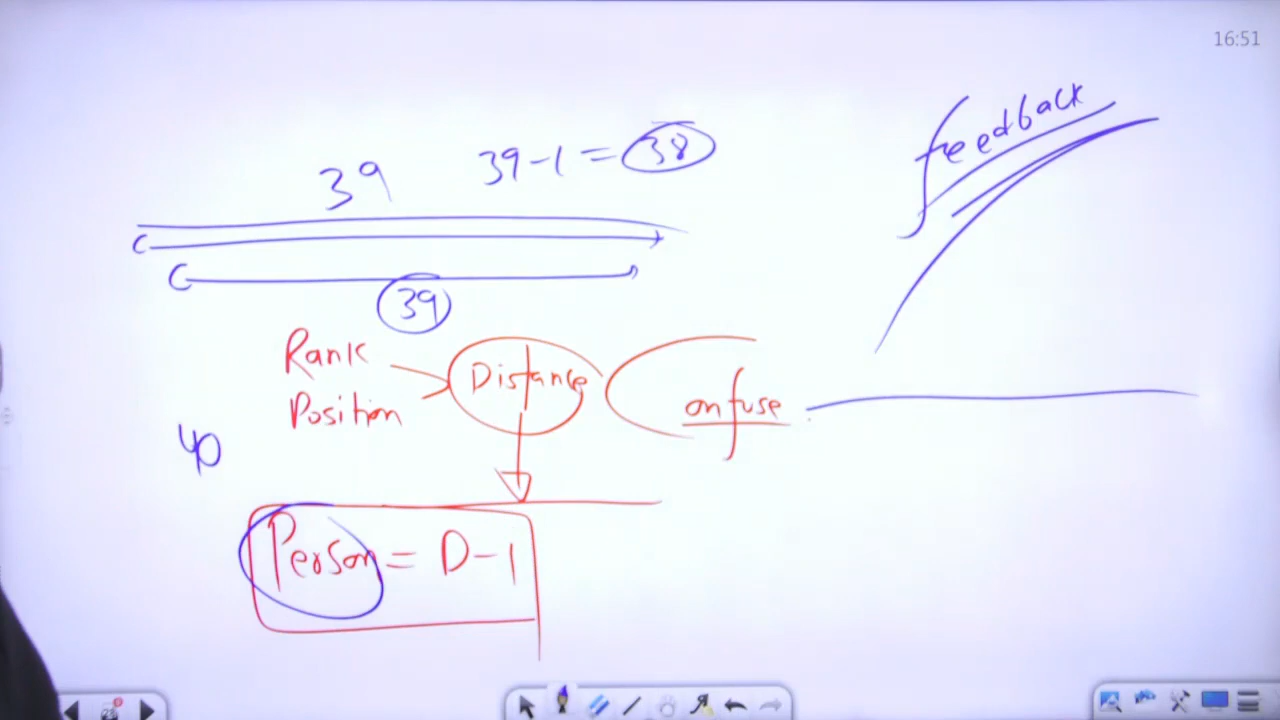 16:51
feedback
39 39-1 = 38
39
Rank
Position
Distance
onfuse
40
Person = D-1